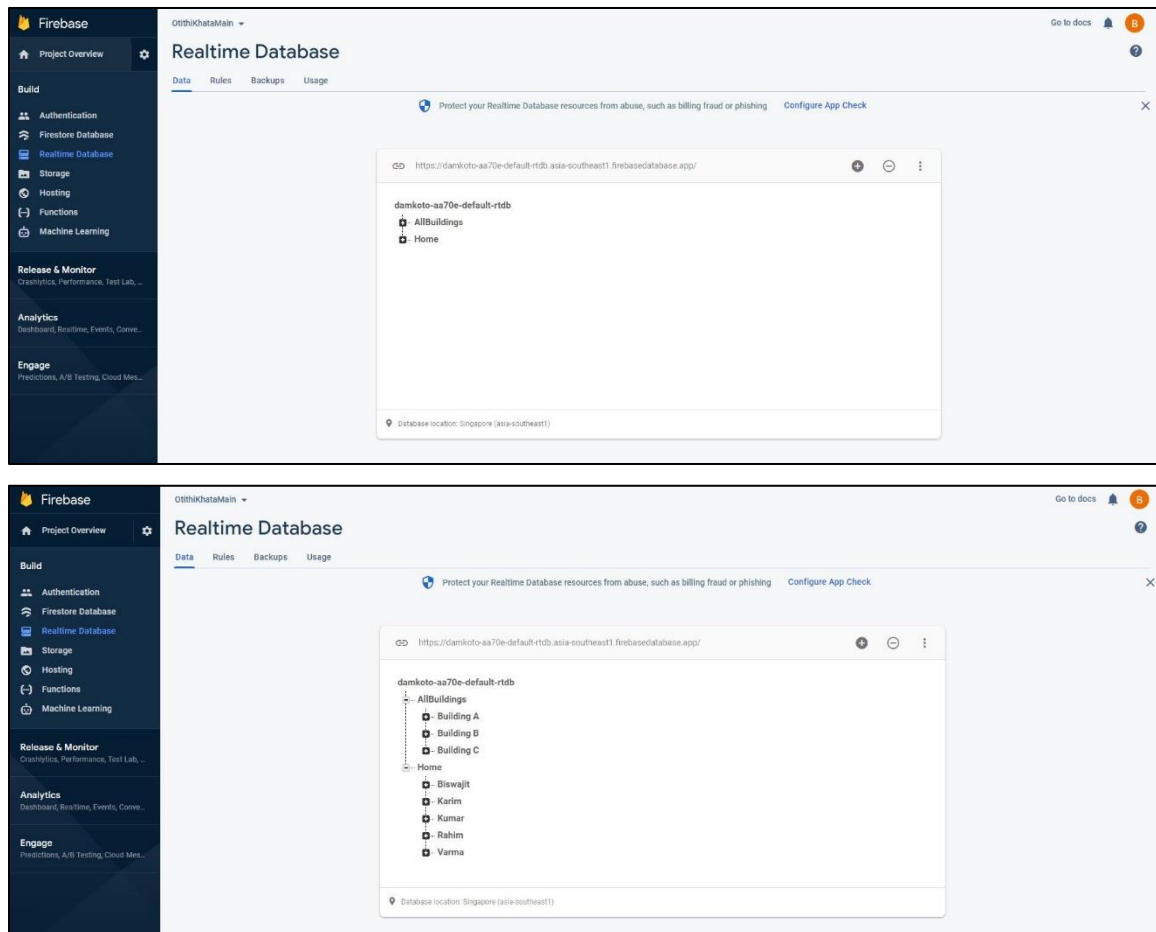 Firebase
OtithiKhataMain
Go to docs
B
Project Overview
Realtime Database
Build
Data Rules Backups Usage
Protect your Realtime Database resources from abuse, such as billing fraud or phishing Configure App Check
Authentication
Firestore Database
Realtime Database
Storage
Hosting
Functions
Machine Learning
https://damkoto-aa70e-default-rtdb.asia-southeast1.firebasedatabase.app/
damkoto-aa70e-default-rtdb
AllBuildings
Home
Release & Monitor
Crashlytics, Performance, Test Lab, ...
Analytics
Dashboard, Realtime, Events, Conve...
Engage
Predictions, A/B Testing, Cloud Mes...
Database location: Singapore (asia-southeast1)
Firebase
OtithiKhataMain
Go to docs
B
Project Overview
Realtime Database
Build
Data Rules Backups Usage
Protect your Realtime Database resources from abuse, such as billing fraud or phishing Configure App Check
Authentication
Firestore Database
Realtime Database
Storage
Hosting
Functions
Machine Learning
https://damkoto-aa70e-default-rtdb.asia-southeast1.firebasedatabase.app/
damkoto-aa70e-default-rtdb
AllBuildings
Building A
Building B
Building C
Home
Biswajit
Karim
Kumar
Rahim
Varma
Release & Monitor
Crashlytics, Performance, Test Lab, ...
Analytics
Dashboard, Realtime, Events, Conve...
Engage
Predictions, A/B Testing, Cloud Mes...
Database location: Singapore (asia-southeast1)